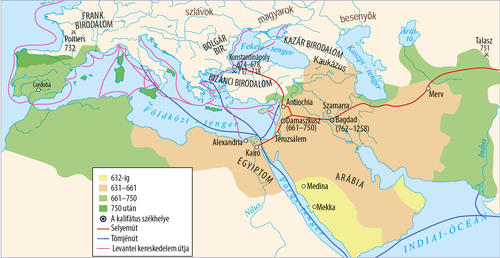 szlávok
magyarok
besenyők
FRANK
BIRODALOM
Poitiers
732
BOLGÁR
BIR.
KAZÁR BIRODALOM
Kaukázus
Fekete-tenger
Kaszpi-tenger
Aral-
tó
Talasz
751
Konstantinápoly
674–678
717–718
BIZÁNCI BIRODALOM
Cordoba
Antiochia
Szamarra
Merv
Damaszkusz
(661–750)
Bagdad
(762–1258)
Földközi-tenger
Jeruzsálem
Alexandria
Kairó
EGYIPTOM
Nílus
Vörös-tenger
ARÁBIA
Medina
Mekka
Indus
INDIAI-ÓCEÁN
632-ig
631–661
661–750
750 után
A kalifátus székhelye
Selyemút
Tömjénút
Levantei kereskedelem útja